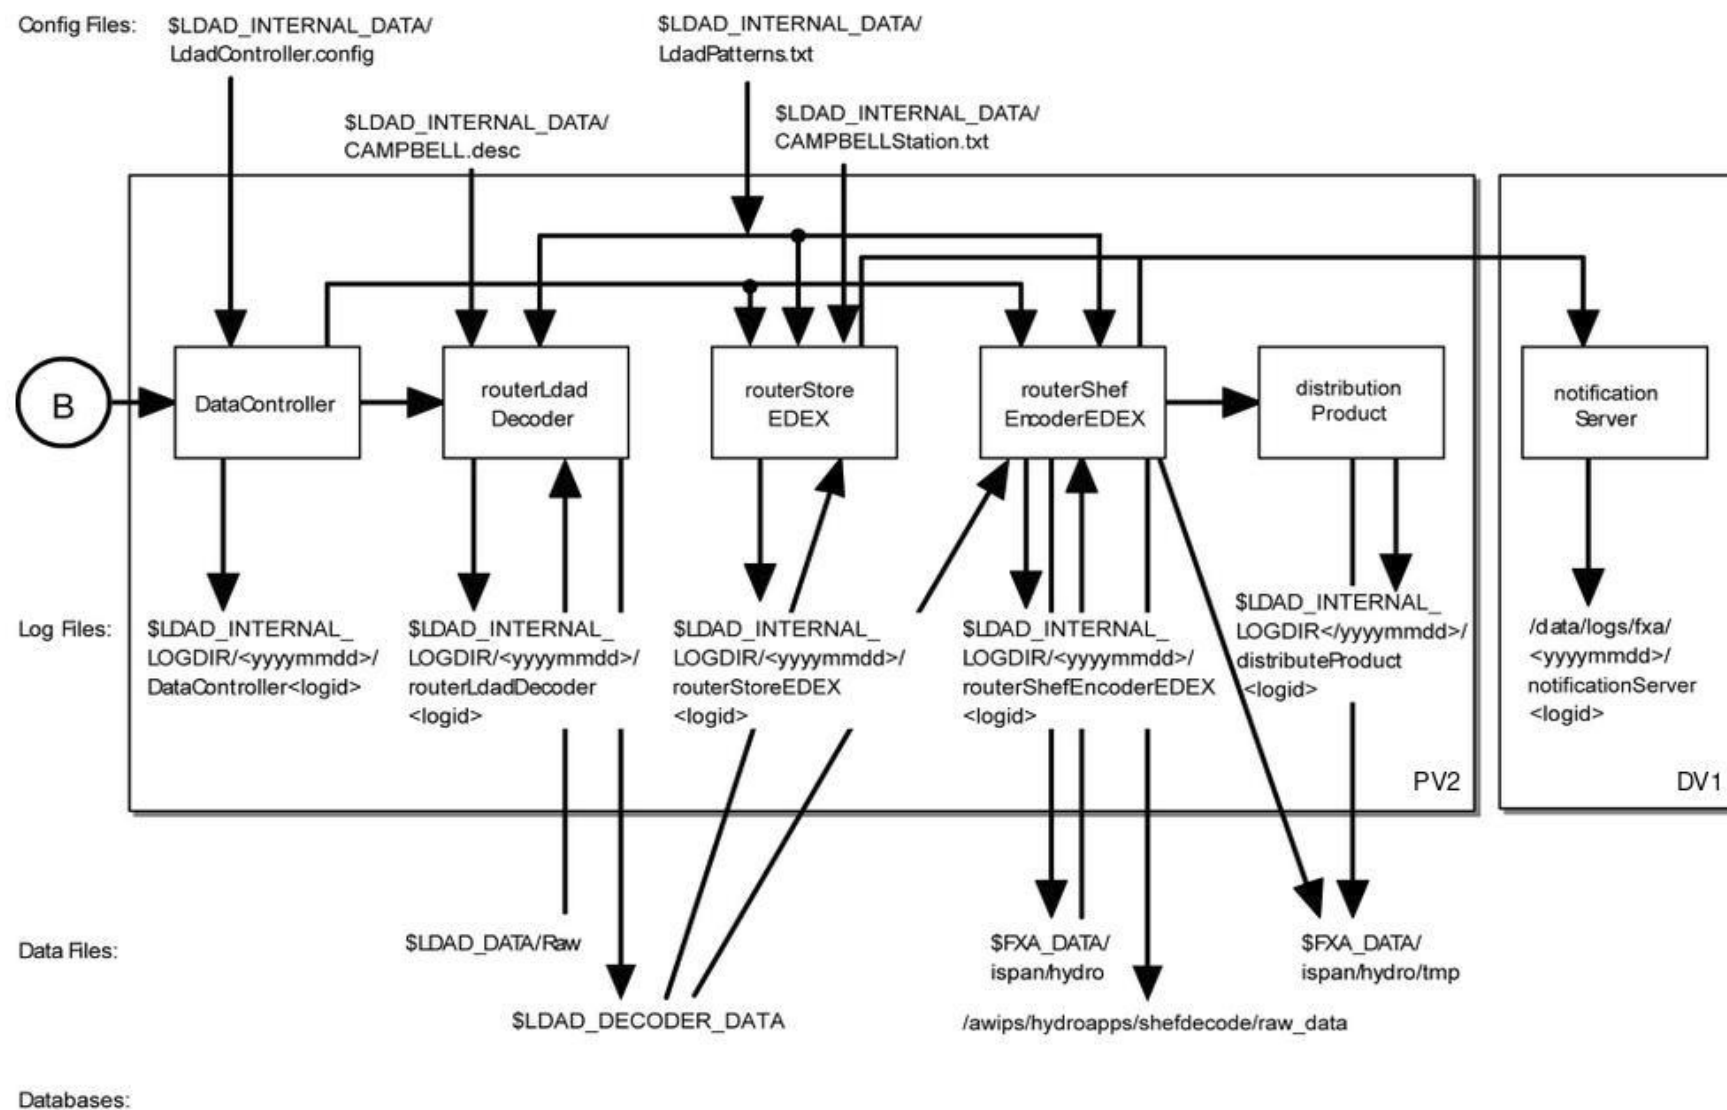 Config Files:
$LDAD_INTERNAL_DATA/
LdadController.config
$LDAD_INTERNAL_DATA/
LdadPatterns.txt
$LDAD_INTERNAL_DATA/
CAMPBELL.desc
$LDAD_INTERNAL_DATA/
CAMPBELLStation.txt
B
DataController
routerLdad
Decoder
routerStore
EDEX
routerShef
EncoderEDEX
distribution
Product
notification
Server
Log Files:
$LDAD_INTERNAL_
LOGDIR/<yyyymmdd>/
DataController<logid>
$LDAD_INTERNAL_
LOGDIR/<yyyymmdd>/
routerLdadDecoder
<logid>
$LDAD_INTERNAL_
LOGDIR/<yyyymmdd>/
routerStoreEDEX
<logid>
$LDAD_INTERNAL_
LOGDIR/<yyyymmdd>/
routerShefEncoderEDEX
<logid>
$LDAD_INTERNAL_
LOGDIR</yyyymmdd>/
distributeProduct
<logid>
/data/logs/fxa/
<yyyymmdd>/
notificationServer
<logid>
PV2
DV1
Data Files:
$LDAD_DATA/Raw
$LDAD_DECODER_DATA
$FXA_DATA/
ispan/hydro
/awips/hydroapps/shefdecode/raw_data
$FXA_DATA/
ispan/hydro/tmp
Databases: